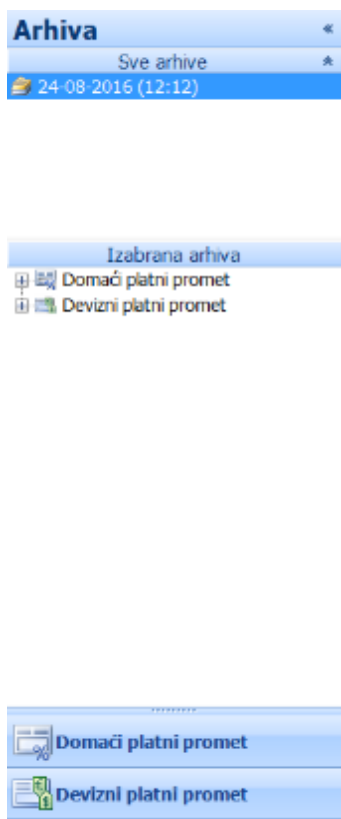 Arhiva
Sve arhive
24-08-2016 (12:12)
Izabrana arhiva
Domaći platni promet
Devizni platni promet
Domaći platni promet
Devizni platni promet